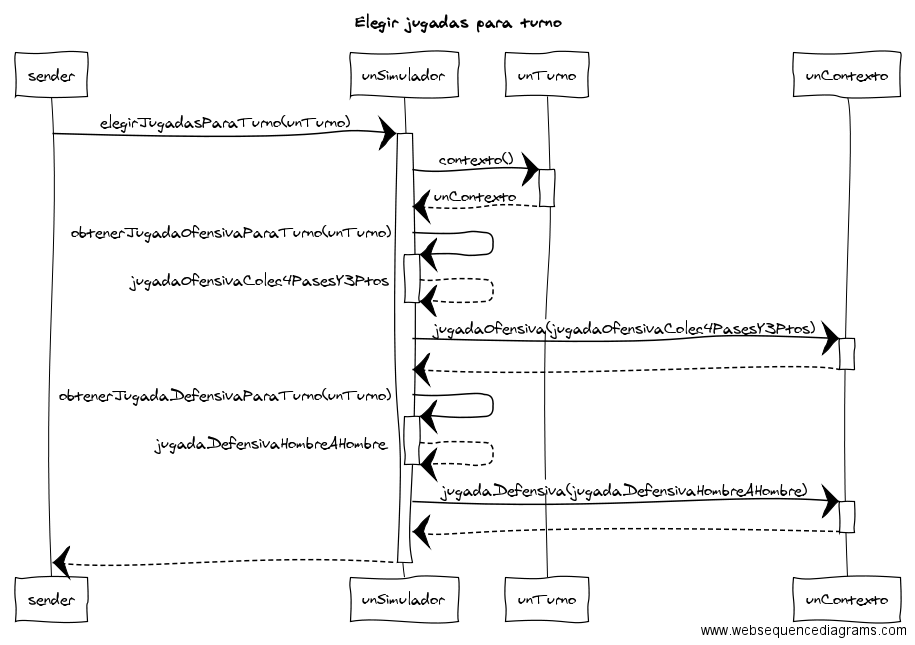 Elegir jugadas para turno
sender
unSimulador
unTurno
unContexto
elegirJugadasParaTurno(unTurno)
contexto()
unContexto
obtenerJugadaOfensivaParaTurno(unTurno)
jugadaOfensivaColec4PasesY3Ptos
jugadaOfensiva(jugadaOfensivaColec4PasesY3Ptos)
obtenerJugadaDefensivaParaTurno(unTurno)
jugadaDefensivaHombreAHombre
jugadaDefensiva(jugadaDefensivaHombreAHombre)
sender
unSimulador
unTurno
unContexto
www.websequencediagrams.com